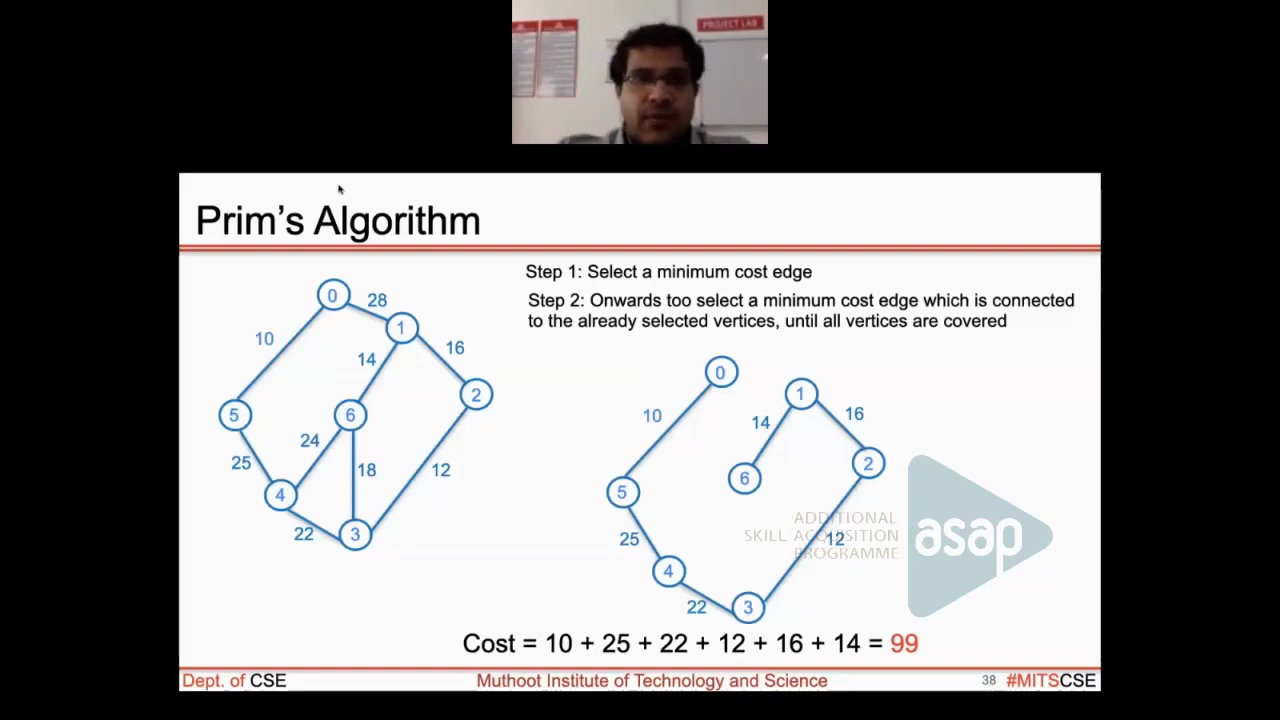 PROJECT LAB
Prim's Algorithm
Step 1: Select a minimum cost edge
Step 2: Onwards too select a minimum cost edge which is connected
to the already selected vertices, until all vertices are covered
0
28
1
10
14
16
2
5
6
24
25
18
12
4
22
3
0
1
10
14
16
2
6
5
25
12
4
22
3
ADDITIONAL
SKILL ACQUISITION
PROGRAMME
asap
Cost = 10 + 25 + 22 + 12 + 16 + 14 = 99
Dept. of CSE
Muthoot Institute of Technology and Science
38
#MITSCSE